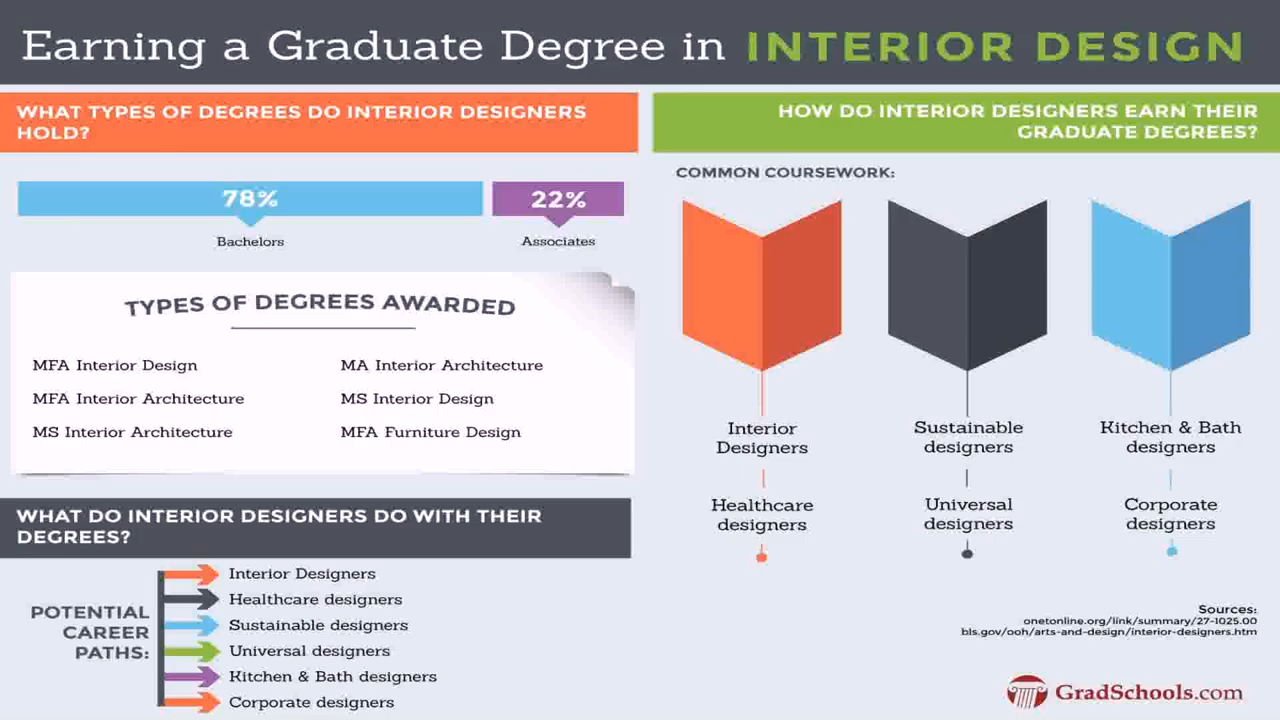 Earning a Graduate Degree in INTERIOR DESIGN
WHAT TYPES OF DEGREES DO INTERIOR DESIGNERS
HOLD?
78%
22%
Bachelors
Associates
TYPES OF DEGREES AWARDED
MFA Interior Design
MA Interior Architecture
MFA Interior Architecture
MS Interior Design
MS Interior Architecture
MFA Furniture Design
WHAT DO INTERIOR DESIGNERS DO WITH THEIR
DEGREES?
POTENTIAL
CAREER
PATHS:
Interior Designers
Healthcare designers
Sustainable designers
Universal designers
Kitchen & Bath designers
Corporate designers
HOW DO INTERIOR DESIGNERS EARN THEIR
GRADUATE DEGREES?
COMMON COURSEWORK:
Interior
Designers
Sustainable
designers
Kitchen & Bath
designers
Healthcare
designers
Universal
designers
Corporate
designers
Sources:
onetonline.org/link/summary/27-1025.00
bls.gov/ooh/arts-and-design/interior-designers.htm
GradSchools.com